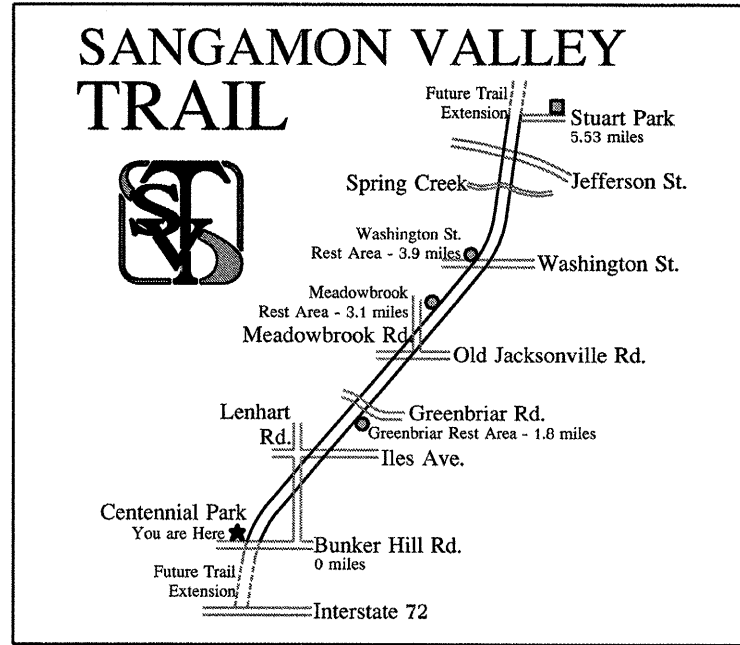 SANGAMON VALLEY
TRAIL
STV
Future Trail
Extension
Stuart Park
5.53 miles
Spring Creek
Jefferson St.
Washington St.
Rest Area - 3.9 miles
Washington St.
Meadowbrook
Rest Area - 3.1 miles
Meadowbrook Rd
Old Jacksonville Rd.
Lenhart
Rd.
Greenbriar Rd.
Greenbriar Rest Area - 1.8 miles
Iles Ave.
Centennial Park
You are Here
Bunker Hill Rd.
0 miles
Future Trail
Extension
Interstate 72